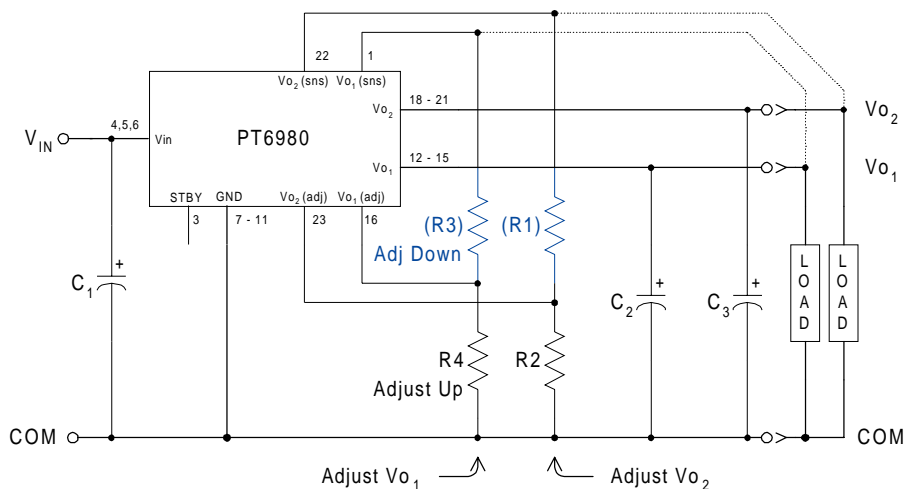 22
1
Vo2 (sns)
Vo1 (sns)
18 - 21
Vo2
Vo2
4,5,6
VIN
Vin
PT6980
12 - 15
Vo1
Vo1
STBY
GND
Vo2 (adj)
Vo1 (adj)
3
7 - 11
23
16
(R3)
(R1)
Adj Down
LOAD
LOAD
+
C1
+
C2
+
C3
R4
R2
Adjust Up
COM
COM
Adjust Vo1
Adjust Vo2